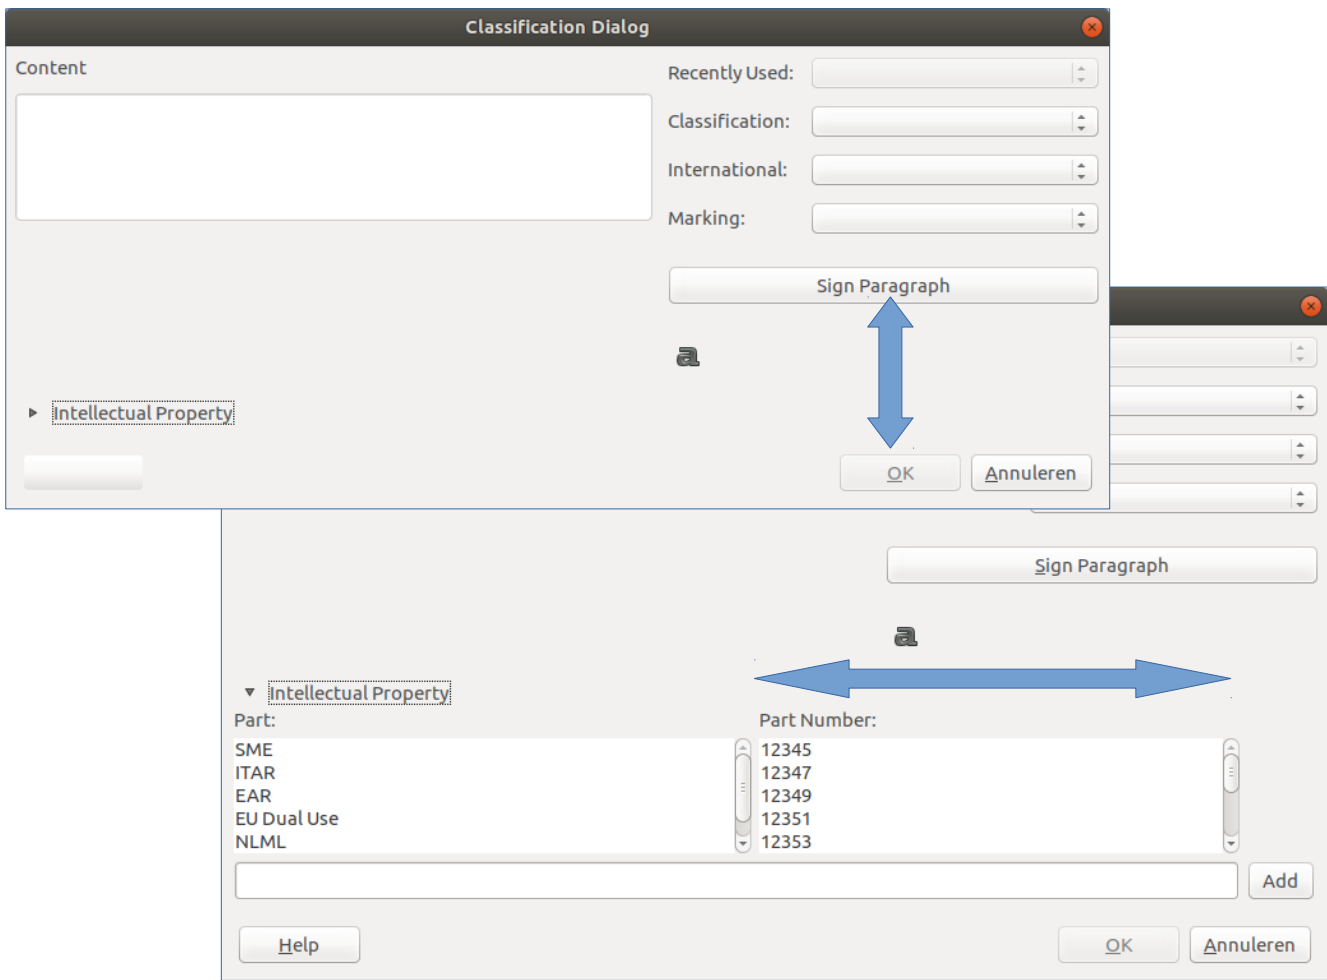 Classification Dialog
Content
Recently Used:
Classification:
International:
Marking:
Sign Paragraph
a
Intellectual Property
OK
Annuleren
Sign Paragraph
a
Intellectual Property
Part:
Part Number:
SME
12345
ITAR
12347
EAR
12349
EU Dual Use
12351
NLML
12353
Add
Help
OK
Annuleren